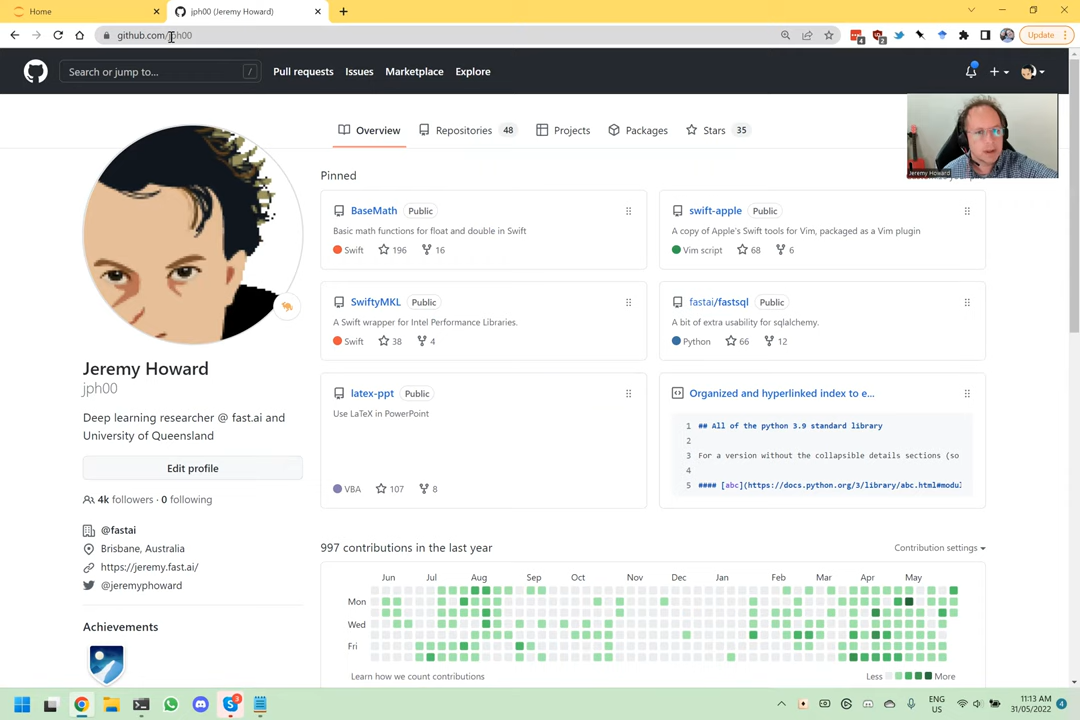 Home
jph00 (Jeremy Howard)
Update
github.com/jph00
4
2
Search or jump to...
/
Pull requests
Issues
Marketplace
Explore
Overview
Repositories 48
Projects
Packages
Stars 35
Jeremy Howard
Pinned
BaseMath Public
Basic math functions for float and double in Swift
Swift 196 16
swift-apple Public
A copy of Apple's Swift tools for Vim, packaged as a Vim plugin
Vim script 68 6
SwiftyMKL Public
A Swift wrapper for Intel Performance Libraries.
Swift 38 4
fastai/fastsql Public
A bit of extra usability for sqlalchemy.
Python 66 12
latex-ppt Public
Use LaTeX in PowerPoint
VBA 107 8
Organized and hyperlinked index to e...
1 ## All of the python 3.9 standard library
2
3 For a version without the collapsible details sections (so
4
5 #### [abc](https://docs.python.org/3/library/abc.html#modul
Jeremy Howard
jph00
Deep learning researcher @ fast.ai and
University of Queensland
Edit profile
4k followers · 0 following
@fastai
Brisbane, Australia
https://jeremy.fast.ai/
@jeremyphoward
Achievements
997 contributions in the last year
Contribution settings
Jun Jul Aug Sep Oct Nov Dec Jan Feb Mar Apr May
Mon
Wed
Fri
Learn how we count contributions
Less More
3
ENG
US
11:13 AM
31/05/2022
4